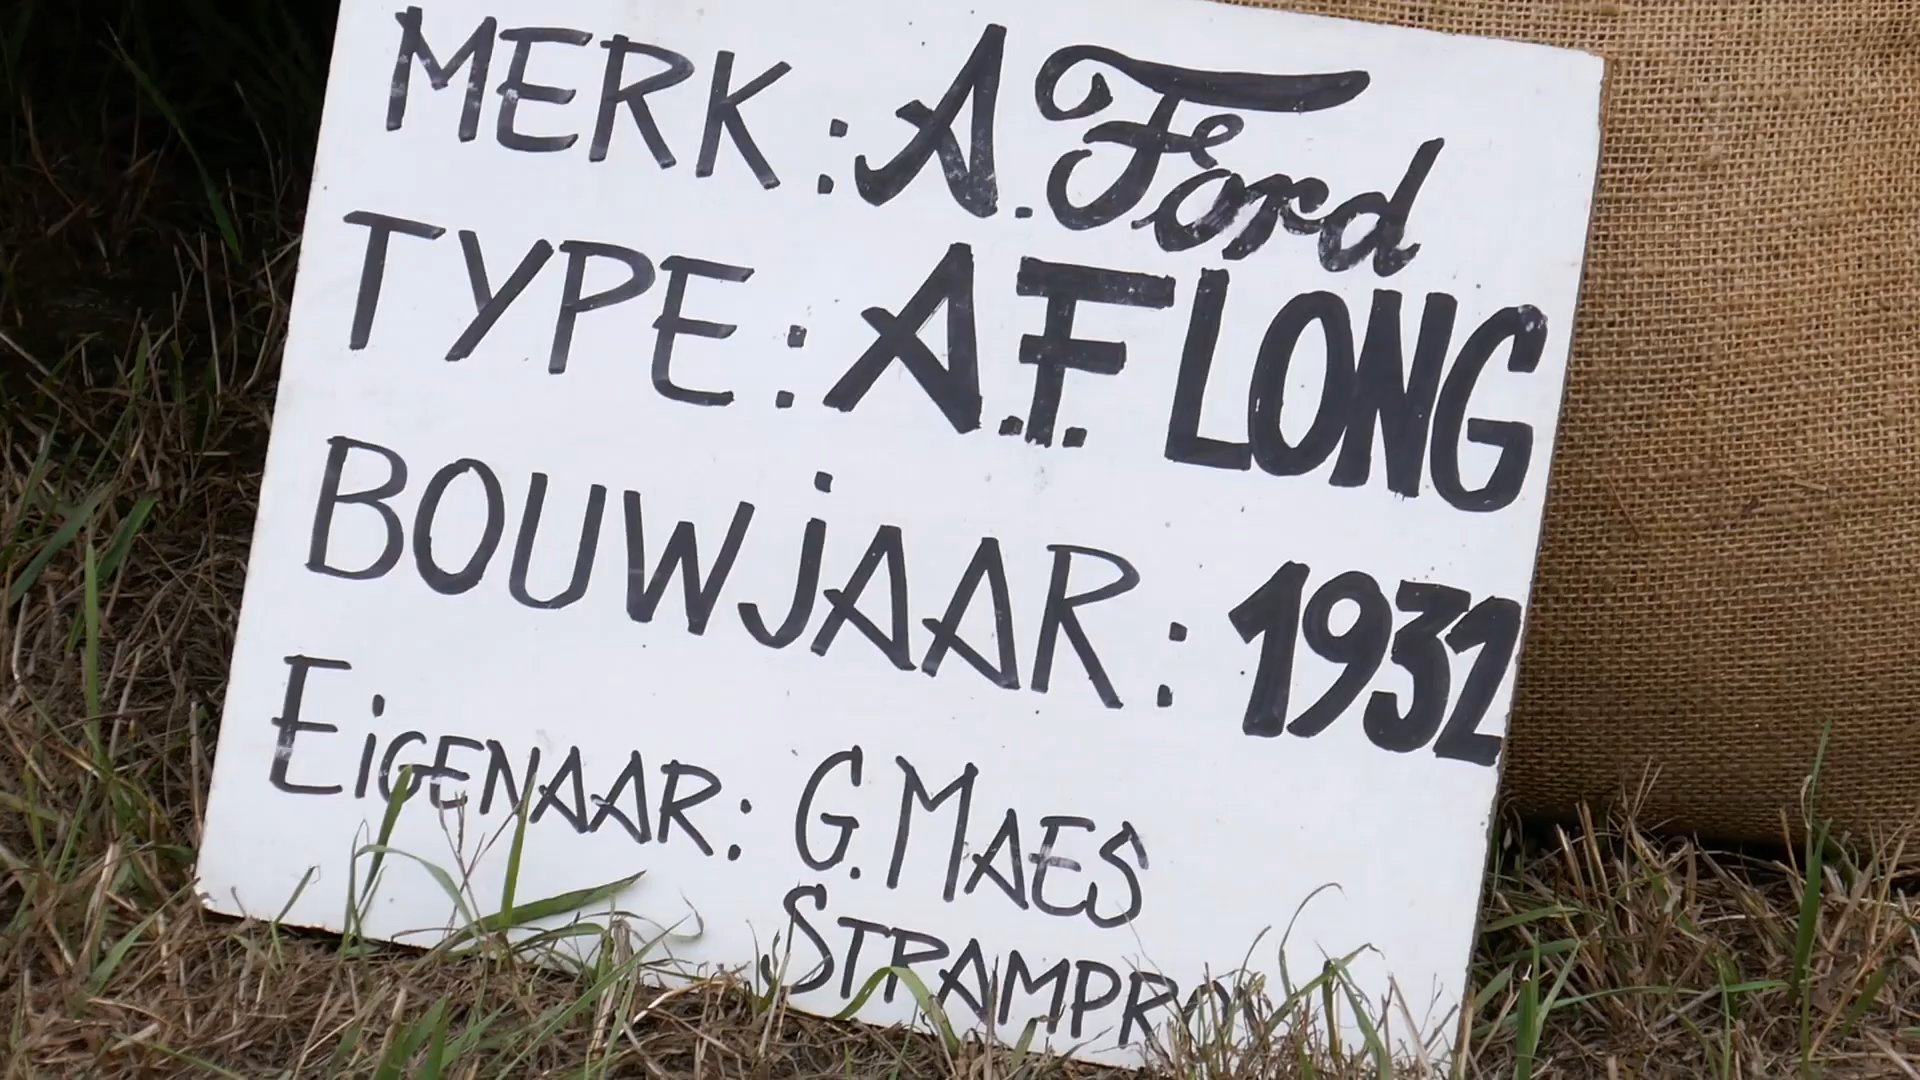 MERK: A. Ford
TYPE: A.F. LONG
BOUWjAAR: 1932
EiGENAAR: G. MAES